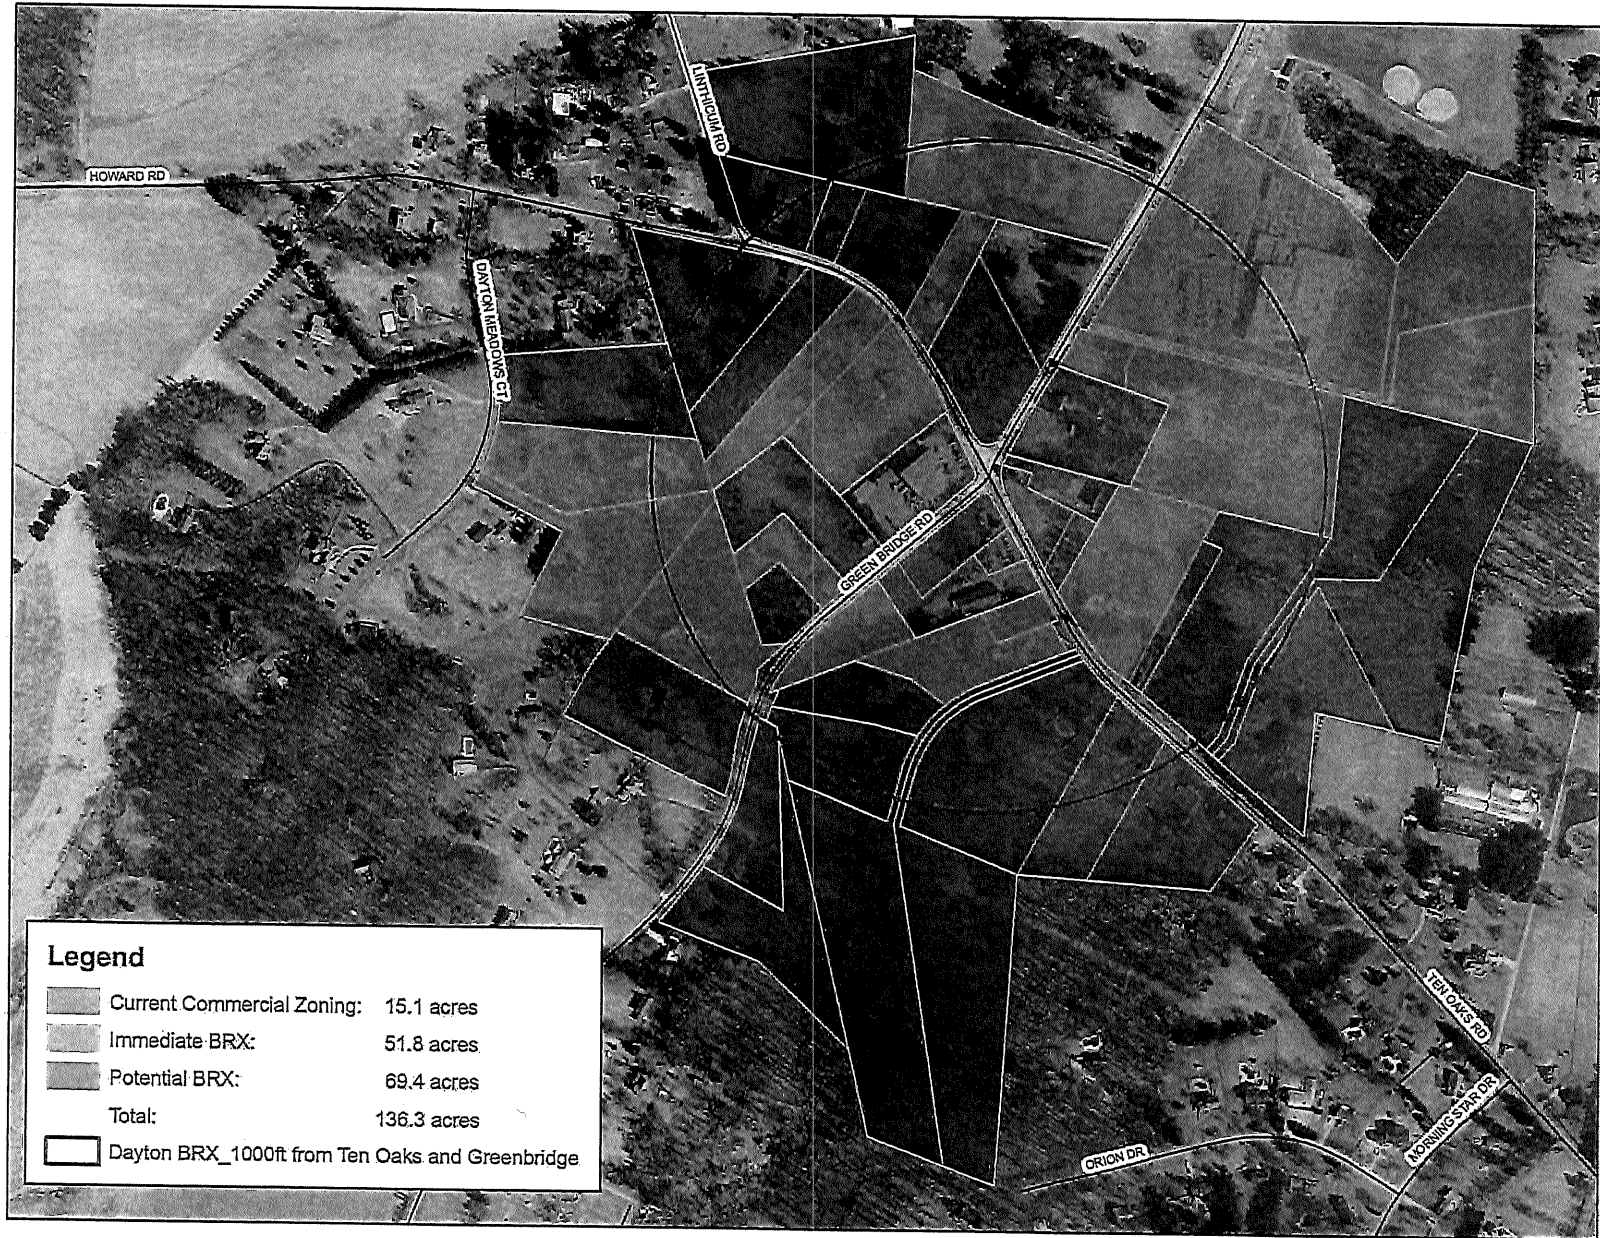 LINTHICUM RD
HOWARD RD
DAYTON MEADOWS CT
GREEN BRIDGE RD
TEN OAKS RD
MORNING STAR DR
ORION DR
Legend
Current Commercial Zoning: 15.1 acres
Immediate BRX: 51.8 acres
Potential BRX: 69.4 acres
Total: 136.3 acres
Dayton BRX_1000ft from Ten Oaks and Greenbridge